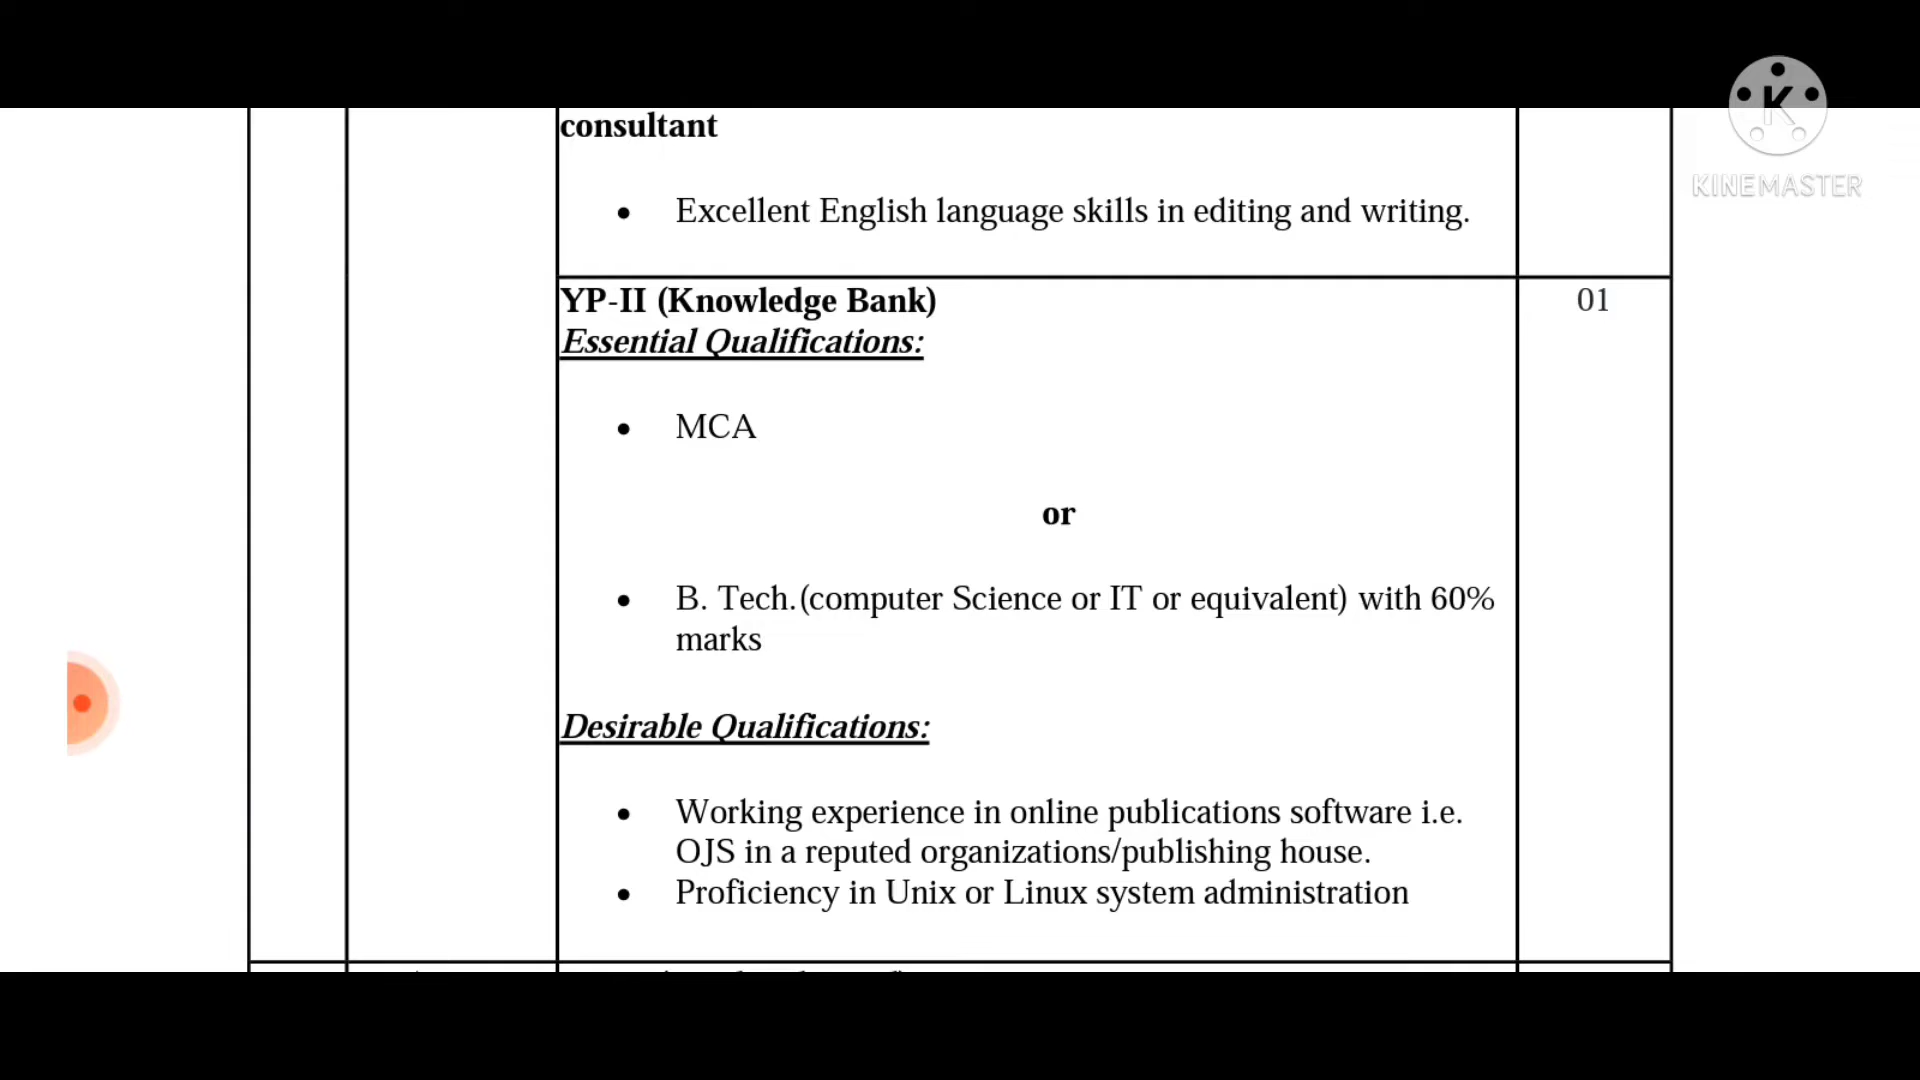 consultant
K
KINEMASTER
• Excellent English language skills in editing and writing.
YP-II (Knowledge Bank)
01
Essential Qualifications:
• MCA
or
• B. Tech.(computer Science or IT or equivalent) with 60%
marks
Desirable Qualifications:
• Working experience in online publications software i.e.
OJS in a reputed organizations/publishing house.
• Proficiency in Unix or Linux system administration